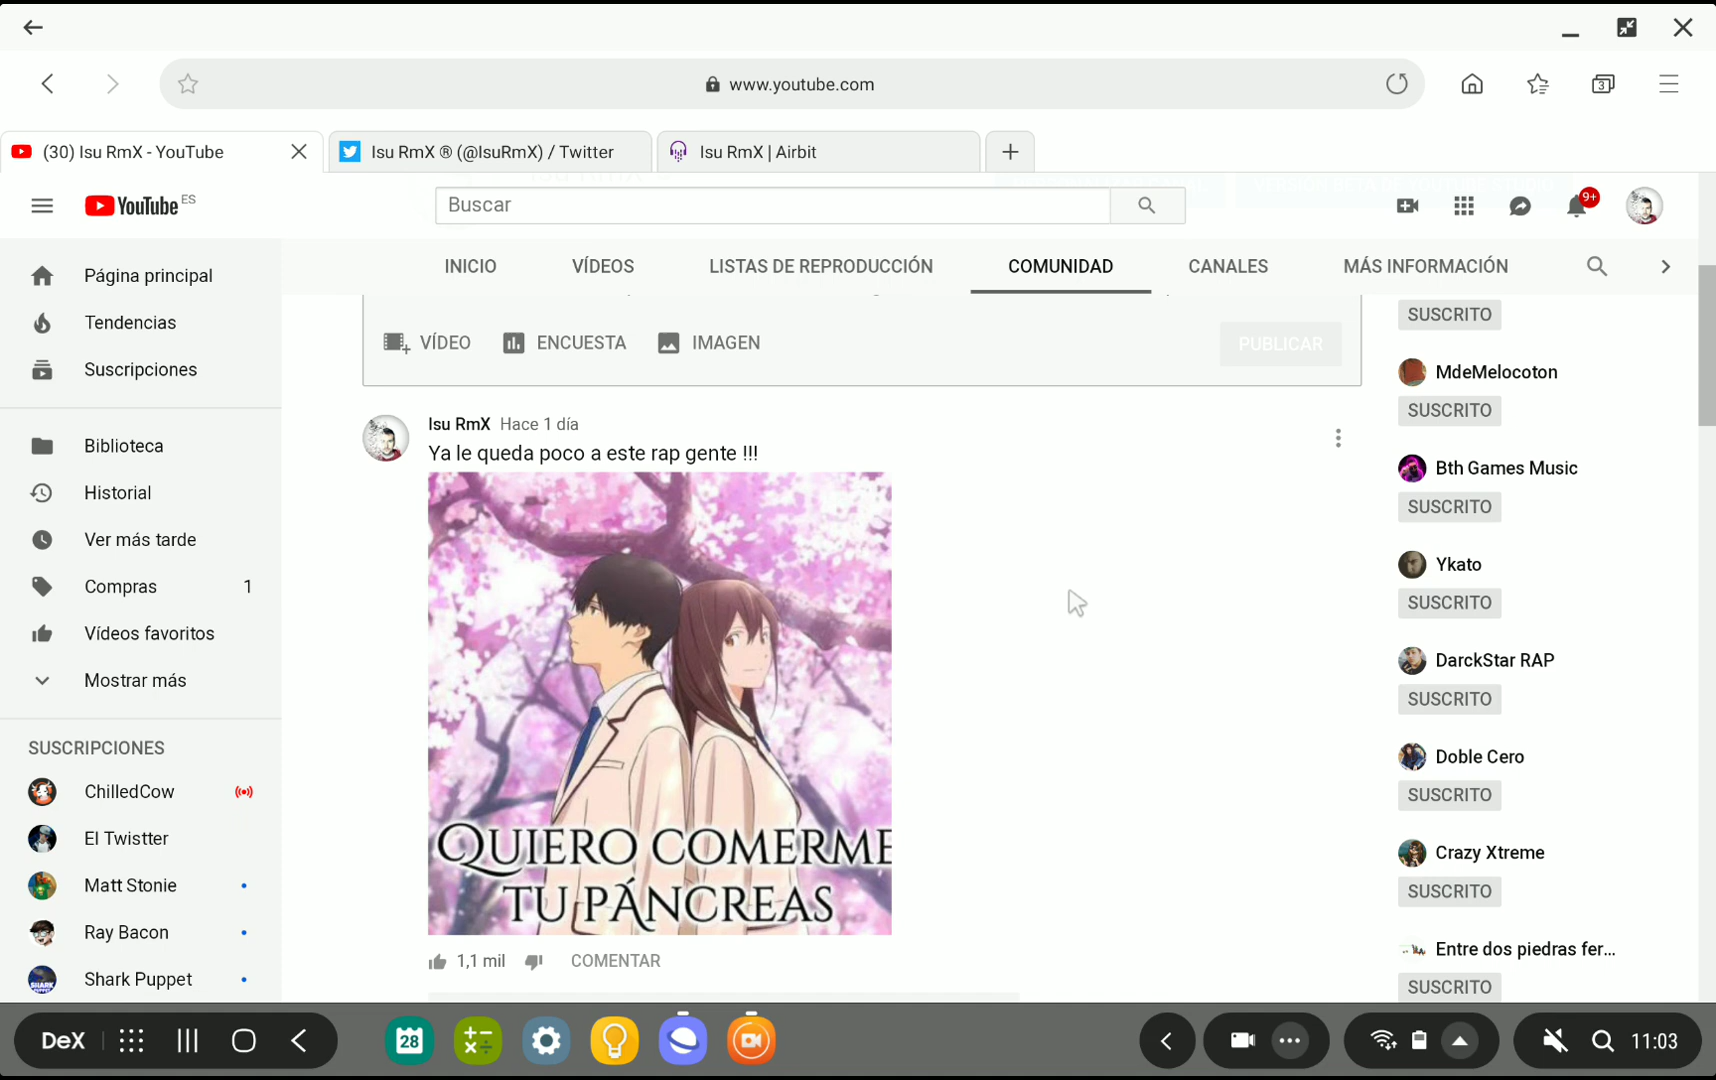 www.youtube.com
3
(30) Isu RmX - YouTube
Isu RmX ® (@IsuRmX) / Twitter
Isu RmX | Airbit
YouTube ES
Buscar
9+
INICIO
VÍDEOS
LISTAS DE REPRODUCCIÓN
COMUNIDAD
CANALES
MÁS INFORMACIÓN
Página principal
Tendencias
Suscripciones
Biblioteca
Historial
Ver más tarde
Compras 1
Vídeos favoritos
Mostrar más
SUSCRIPCIONES
ChilledCow
El Twistter
Matt Stonie
Ray Bacon
Shark Puppet
VÍDEO
ENCUESTA
IMAGEN
PUBLICAR
Isu RmX Hace 1 día
Ya le queda poco a este rap gente !!!
QUIERO COMERME
TU PÁNCREAS
1,1 mil
COMENTAR
SUSCRITO
MdeMelocoton
SUSCRITO
Bth Games Music
SUSCRITO
Ykato
SUSCRITO
DarckStar RAP
SUSCRITO
Doble Cero
SUSCRITO
Crazy Xtreme
SUSCRITO
Entre dos piedras fer...
SUSCRITO
DeX
28
11:03